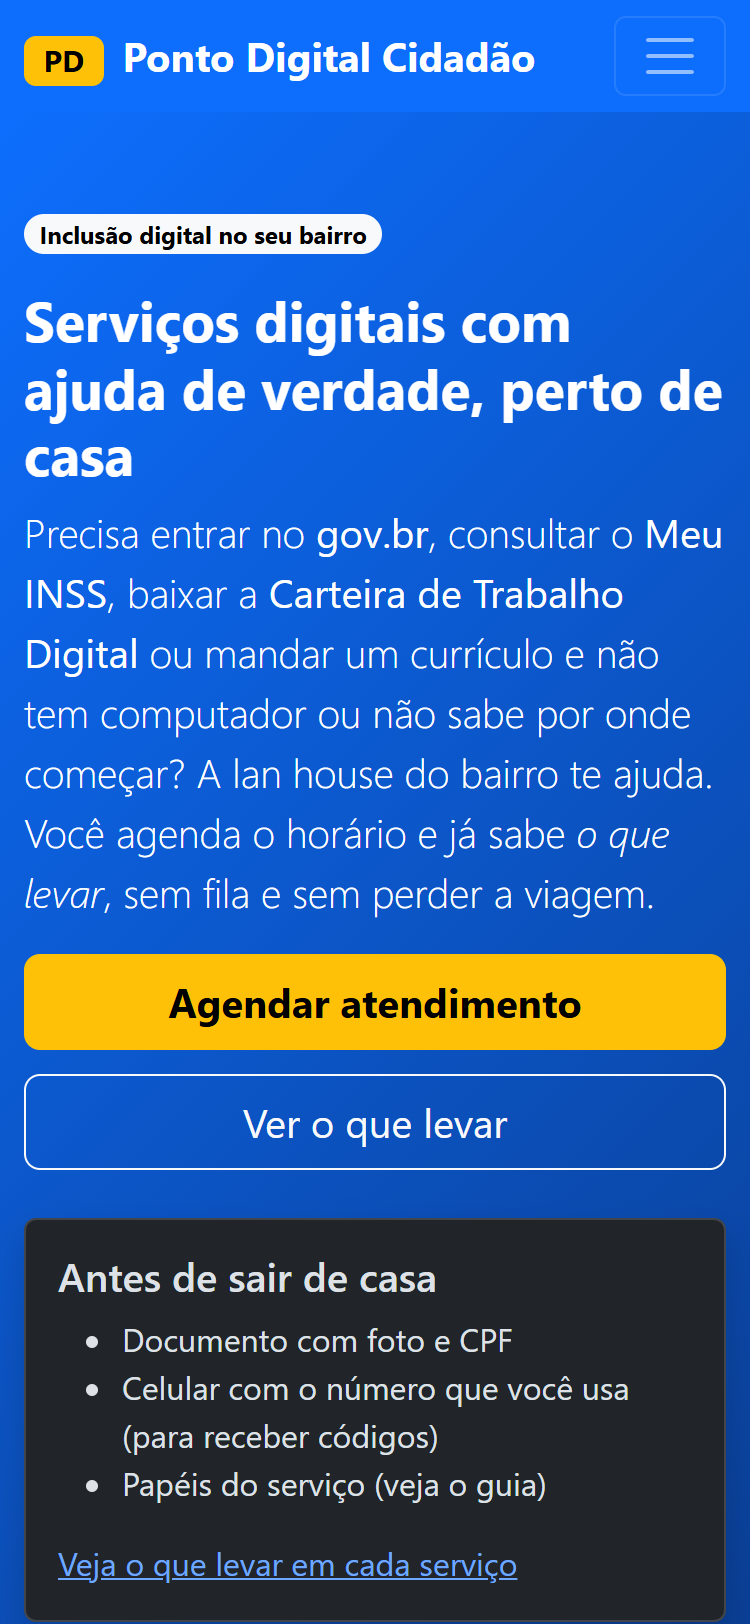 PD Ponto Digital Cidadão
Inclusão digital no seu bairro
Serviços digitais com
ajuda de verdade, perto de
casa
Precisa entrar no gov.br, consultar o Meu
INSS, baixar a Carteira de Trabalho
Digital ou mandar um currículo e não
tem computador ou não sabe por onde
começar? A lan house do bairro te ajuda.
Você agenda o horário e já sabe o que
levar, sem fila e sem perder a viagem.
Agendar atendimento
Ver o que levar
Antes de sair de casa
• Documento com foto e CPF
• Celular com o número que você usa
(para receber códigos)
• Papéis do serviço (veja o guia)
Veja o que levar em cada serviço